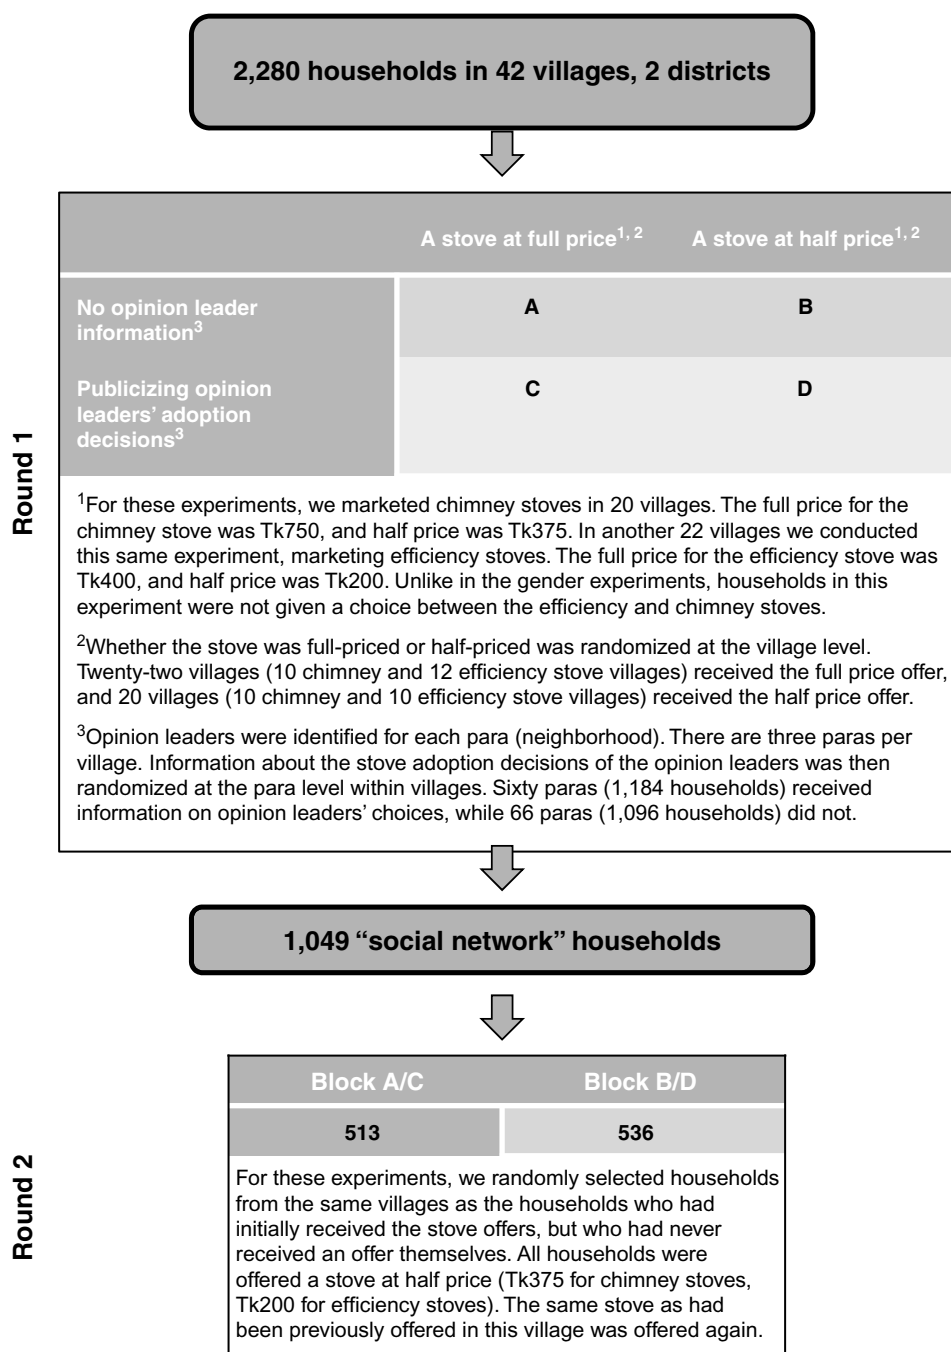 2,280 households in 42 villages, 2 districts
A stove at full price1, 2
A stove at half price1, 2
No opinion leader
information3
A
B
Publicizing opinion
leaders’ adoption
decisions3
C
D
Round 1
1For these experiments, we marketed chimney stoves in 20 villages. The full price for the
chimney stove was Tk750, and half price was Tk375. In another 22 villages we conducted
this same experiment, marketing efficiency stoves. The full price for the efficiency stove was
Tk400, and half price was Tk200. Unlike in the gender experiments, households in this
experiment were not given a choice between the efficiency and chimney stoves.
2Whether the stove was full-priced or half-priced was randomized at the village level.
Twenty-two villages (10 chimney and 12 efficiency stove villages) received the full price offer,
and 20 villages (10 chimney and 10 efficiency stove villages) received the half price offer.
3Opinion leaders were identified for each para (neighborhood). There are three paras per
village. Information about the stove adoption decisions of the opinion leaders was then
randomized at the para level within villages. Sixty paras (1,184 households) received
information on opinion leaders’ choices, while 66 paras (1,096 households) did not.
1,049 “social network” households
Block A/C
Block B/D
513
536
Round 2
For these experiments, we randomly selected households
from the same villages as the households who had
initially received the stove offers, but who had never
received an offer themselves. All households were
offered a stove at half price (Tk375 for chimney stoves,
Tk200 for efficiency stoves). The same stove as had
been previously offered in this village was offered again.